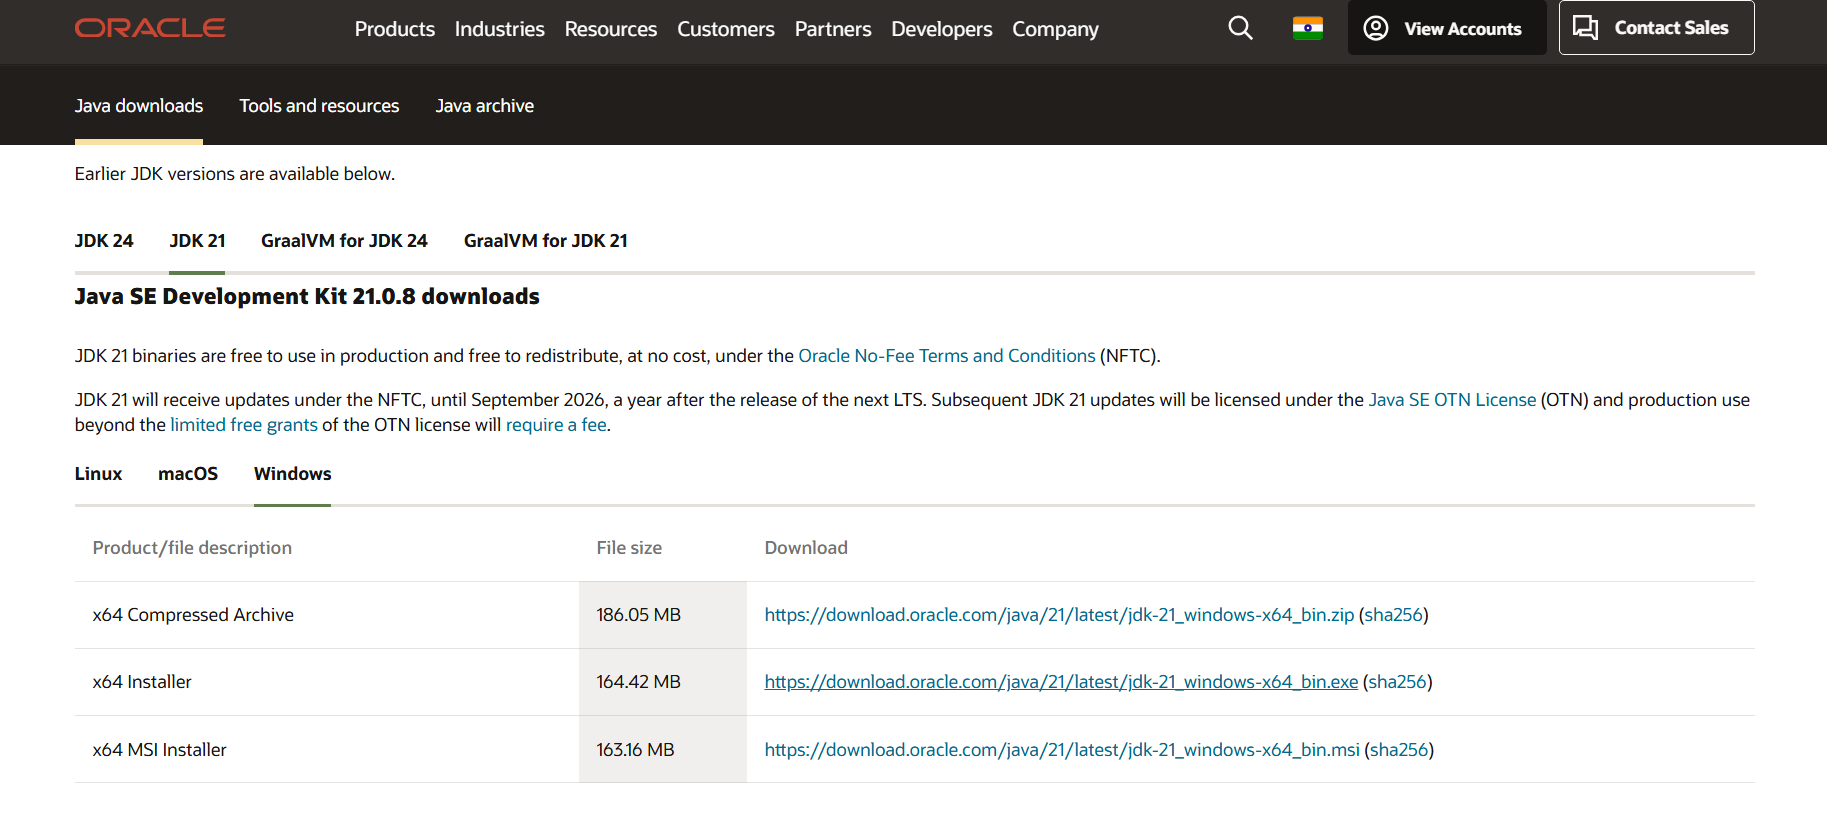 ORACLE Products Industries Resources Customers Partners Developers Company View Accounts Contact Sales
Java downloads Tools and resources Java archive
Earlier JDK versions are available below.
JDK 24 JDK 21 GraalVM for JDK 24 GraalVM for JDK 21
Java SE Development Kit 21.0.8 downloads
JDK 21 binaries are free to use in production and free to redistribute, at no cost, under the Oracle No-Fee Terms and Conditions (NFTC).
JDK 21 will receive updates under the NFTC, until September 2026, a year after the release of the next LTS. Subsequent JDK 21 updates will be licensed under the Java SE OTN License (OTN) and production use
beyond the limited free grants of the OTN license will require a fee.
Linux macOS Windows
Product/file description File size Download
x64 Compressed Archive 186.05 MB https://download.oracle.com/java/21/latest/jdk-21_windows-x64_bin.zip (sha256)
x64 Installer 164.42 MB https://download.oracle.com/java/21/latest/jdk-21_windows-x64_bin.exe (sha256)
x64 MSI Installer 163.16 MB https://download.oracle.com/java/21/latest/jdk-21_windows-x64_bin.msi (sha256)